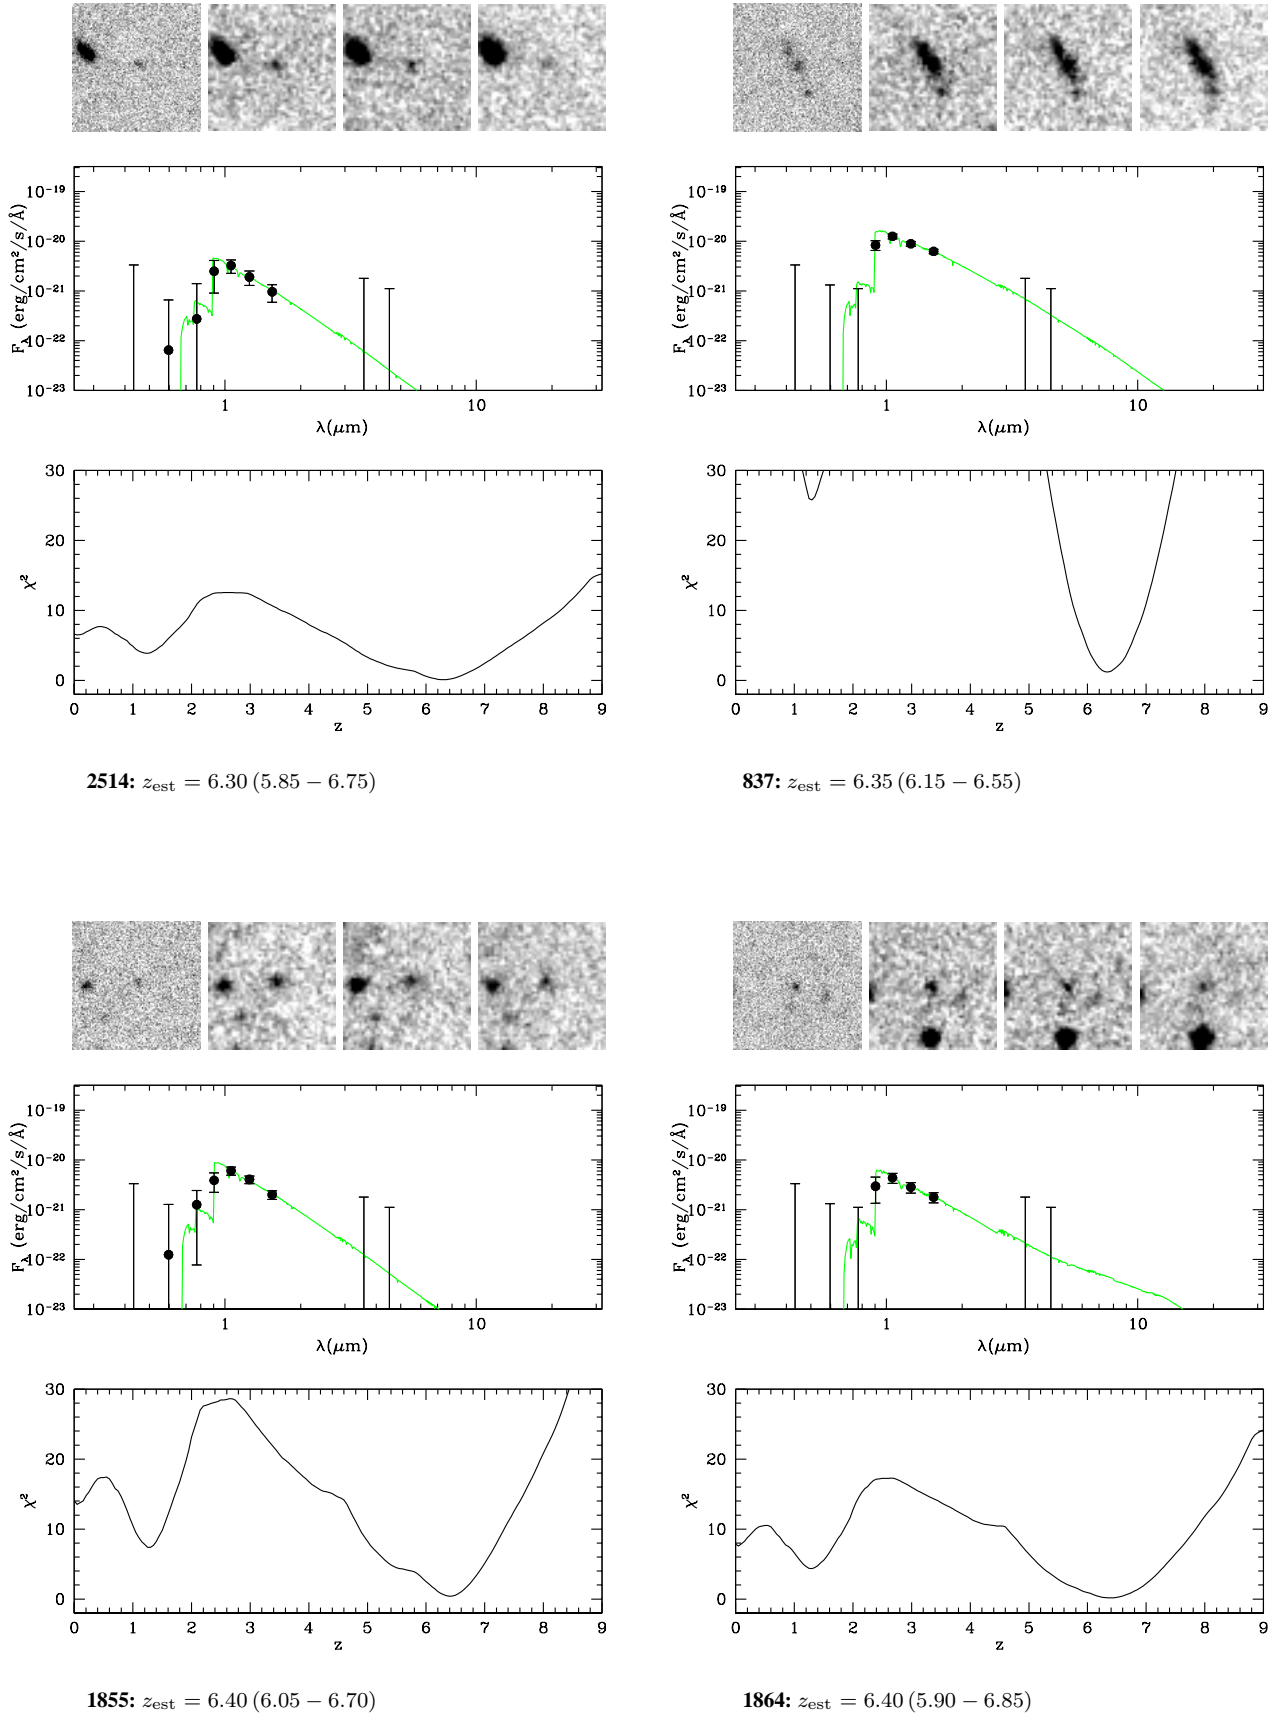 10⁻¹⁹ 10⁻²⁰ 10⁻²¹ 10⁻²² 10⁻²³
F_λ (erg/cm²/s/Å)
1 10
λ(μm)
30 20 10 0
χ²
0 1 2 3 4 5 6 7 8 9
z
2514: z_est = 6.30 (5.85 − 6.75)
10⁻¹⁹ 10⁻²⁰ 10⁻²¹ 10⁻²² 10⁻²³
F_λ (erg/cm²/s/Å)
1 10
λ(μm)
30 20 10 0
χ²
0 1 2 3 4 5 6 7 8 9
z
837: z_est = 6.35 (6.15 − 6.55)
10⁻¹⁹ 10⁻²⁰ 10⁻²¹ 10⁻²² 10⁻²³
F_λ (erg/cm²/s/Å)
1 10
λ(μm)
30 20 10 0
χ²
0 1 2 3 4 5 6 7 8 9
z
1855: z_est = 6.40 (6.05 − 6.70)
10⁻¹⁹ 10⁻²⁰ 10⁻²¹ 10⁻²² 10⁻²³
F_λ (erg/cm²/s/Å)
1 10
λ(μm)
30 20 10 0
χ²
0 1 2 3 4 5 6 7 8 9
z
1864: z_est = 6.40 (5.90 − 6.85)